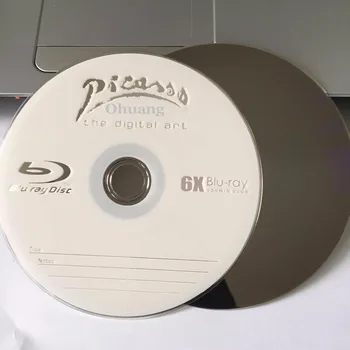 Picasso
Ohuang
the digital art
Blu-ray Disc
6X Blu-ray
Date:
Notes: